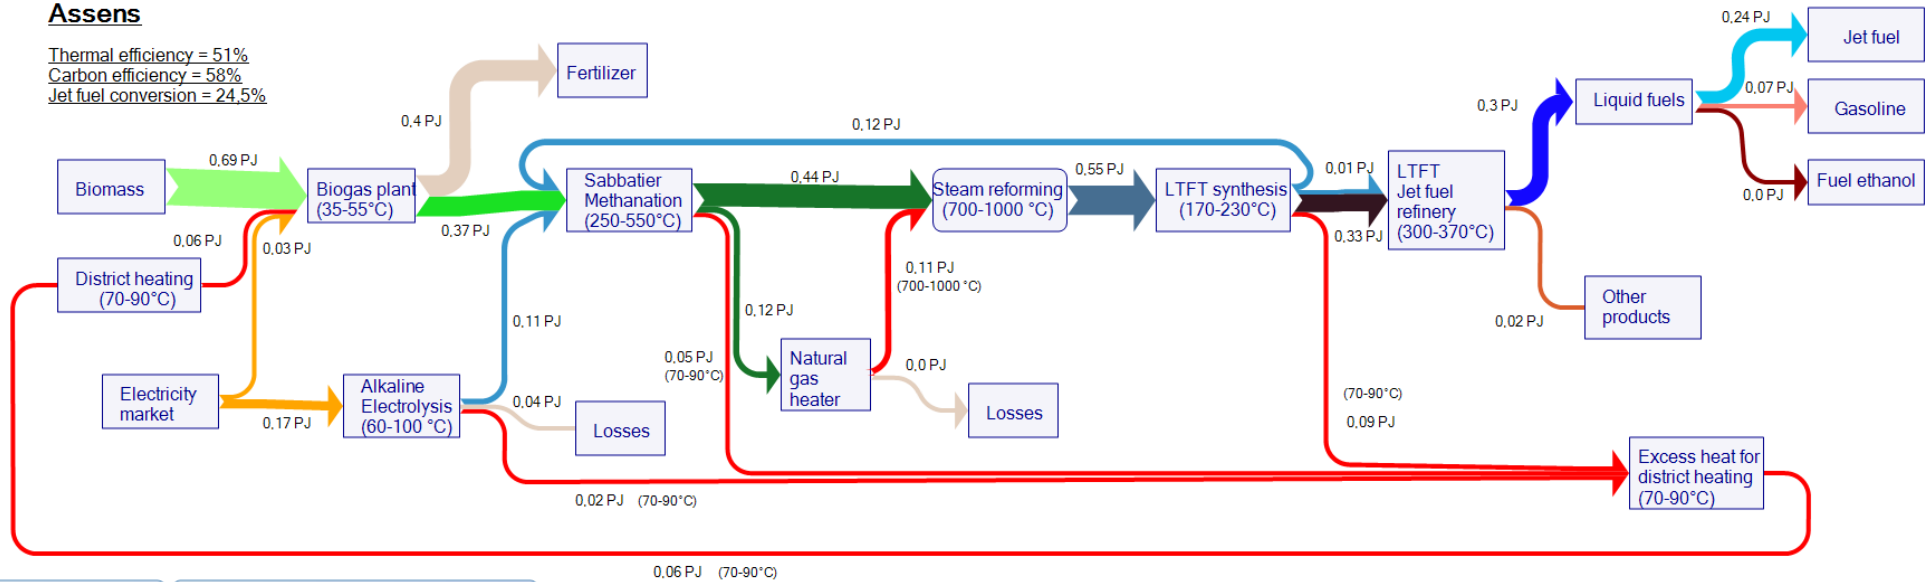 Assens
Thermal efficiency = 51%
Carbon efficiency = 58%
Jet fuel conversion = 24,5%
Fertilizer
0,4 PJ
0,12 PJ
0,24 PJ
Jet fuel
0,07 PJ
Gasoline
Liquid fuels
0,3 PJ
Fuel ethanol
0,0 PJ
Biomass
0,69 PJ
Biogas plant
(35-55°C)
0,37 PJ
Sabbatier
Methanation
(250-550°C)
0,44 PJ
Steam reforming
(700-1000 °C)
0,55 PJ
LTFT synthesis
(170-230°C)
0,01 PJ
0,33 PJ
LTFT
Jet fuel
refinery
(300-370°C)
0,06 PJ
0,03 PJ
District heating
(70-90°C)
0,11 PJ
(700-1000 °C)
Other
products
0,02 PJ
0,11 PJ
0,12 PJ
0,05 PJ
(70-90°C)
Natural
gas
heater
0,0 PJ
Losses
Electricity
market
0,17 PJ
Alkaline
Electrolysis
(60-100 °C)
0,04 PJ
Losses
(70-90°C)
0,09 PJ
Excess heat for
district heating
(70-90°C)
0,02 PJ (70-90°C)
0,06 PJ (70-90°C)